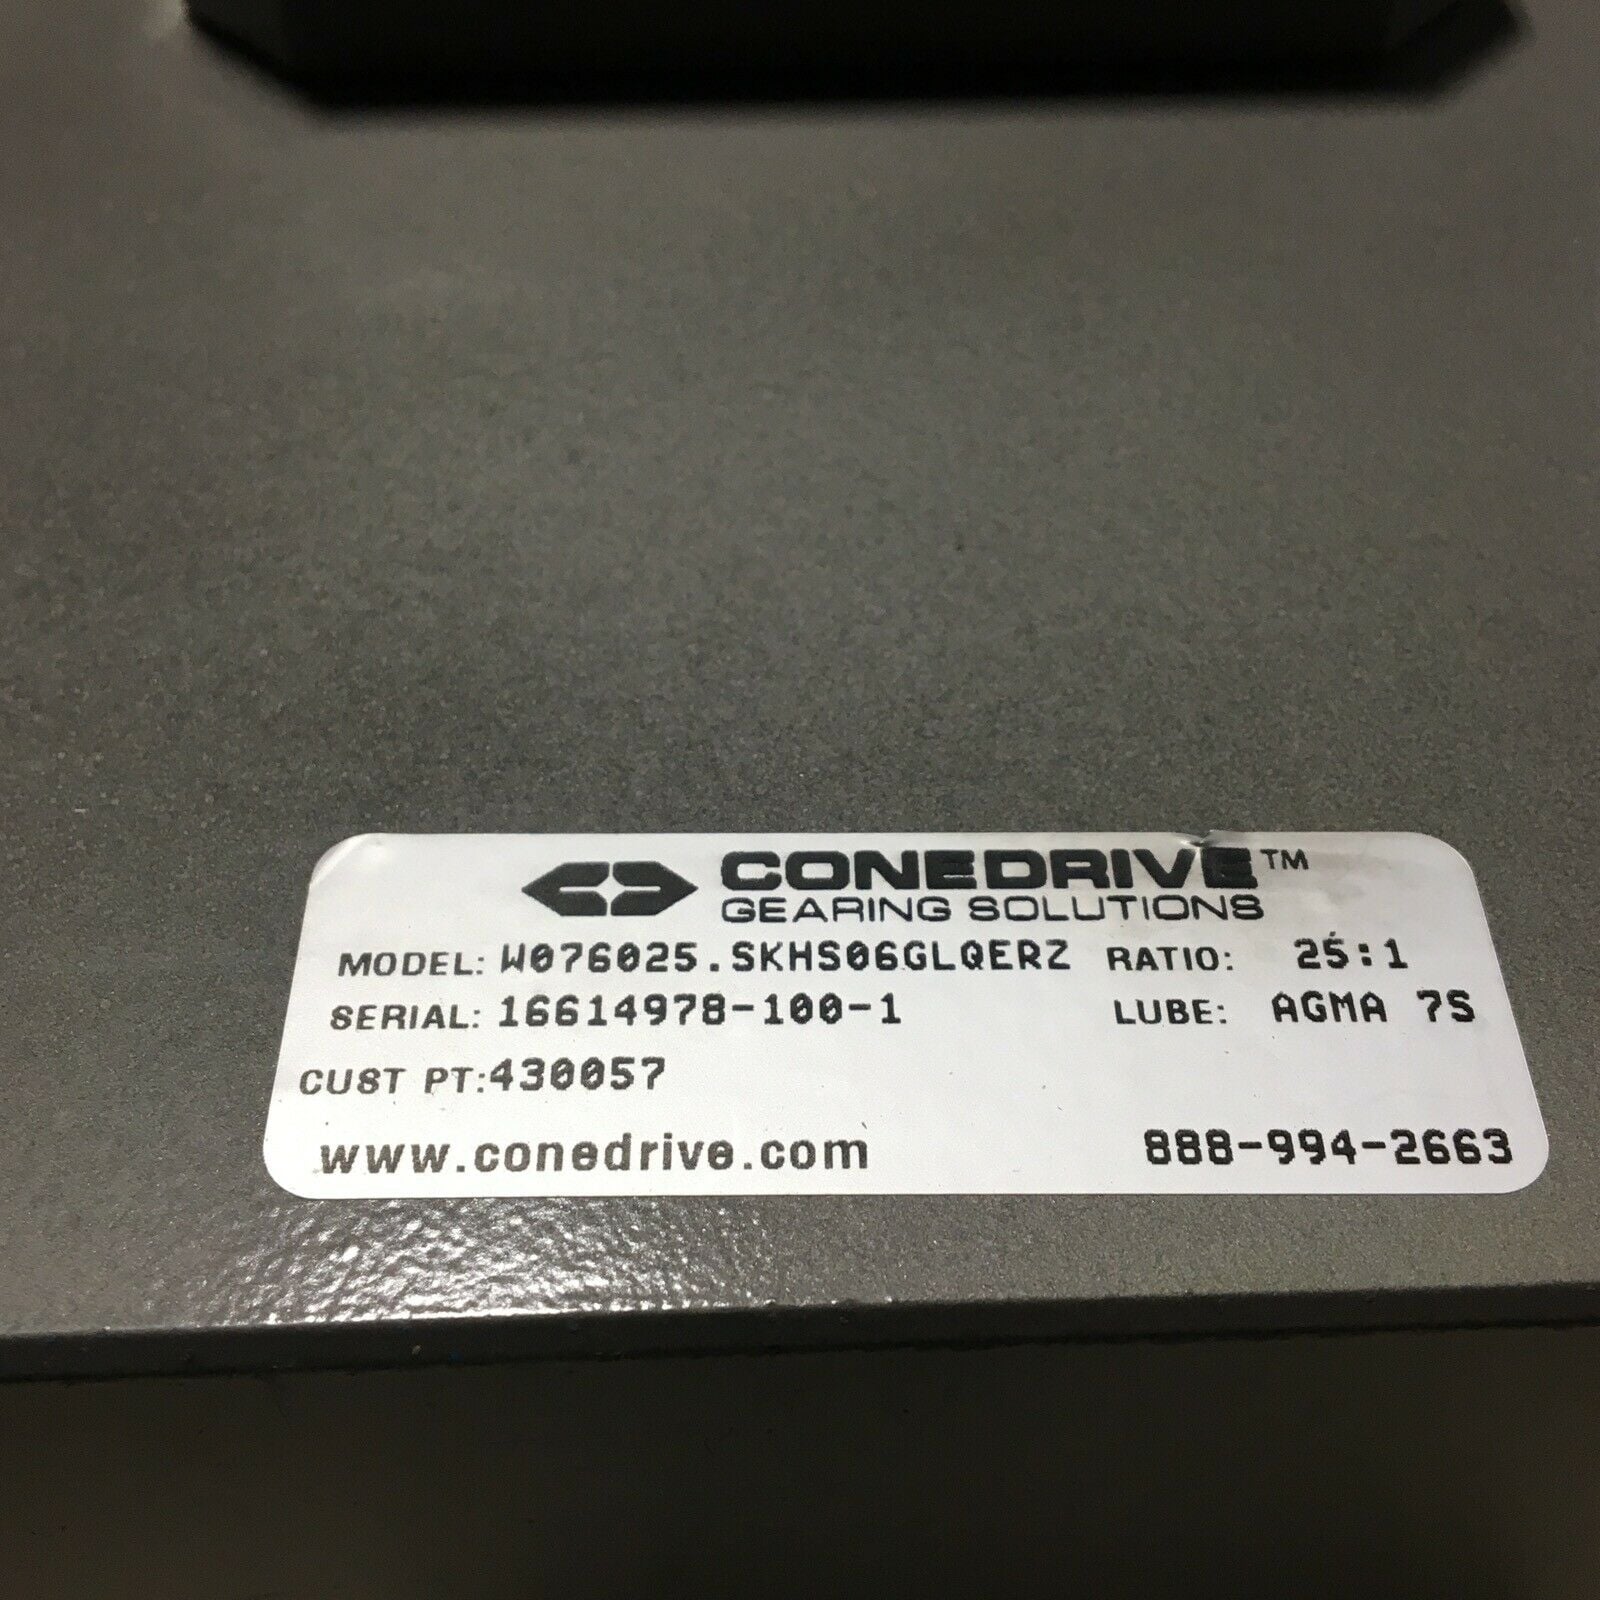 CONEDRIVE™
GEARING SOLUTIONS
MODEL: W076025.SKHS06GLQERZ RATIO: 25:1
SERIAL: 16614978-100-1 LUBE: AGMA 7S
CUST PT:430057
www.conedrive.com 888-994-2663